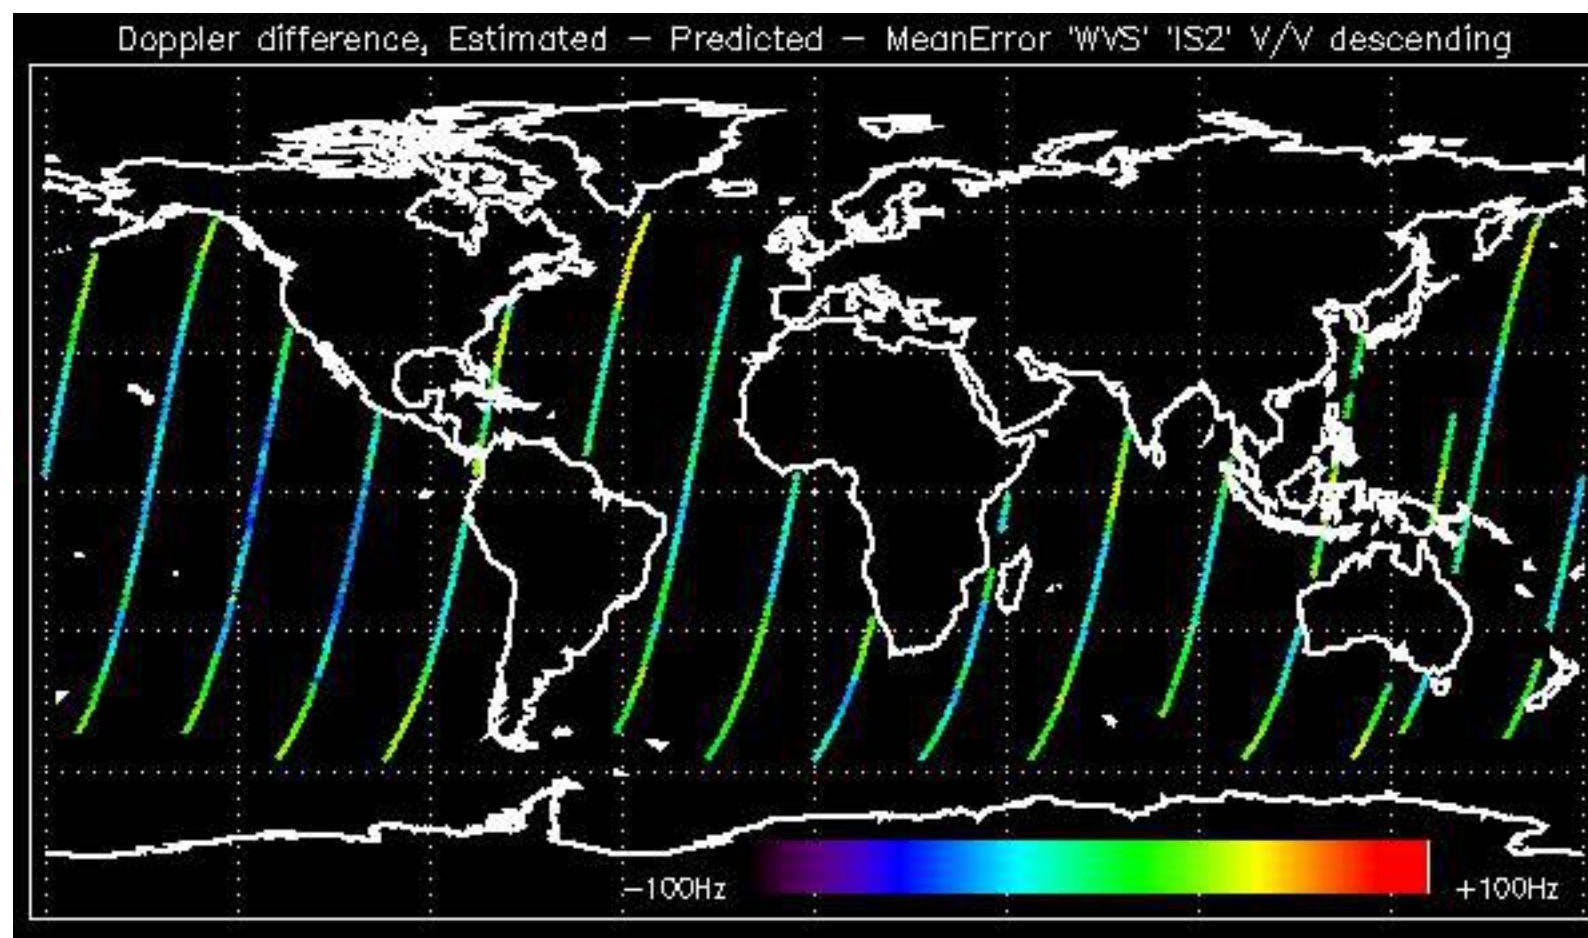 Doppler difference, Estimated – Predicted – MeanError 'WVS' 'IS2' V/V descending
–100Hz +100Hz